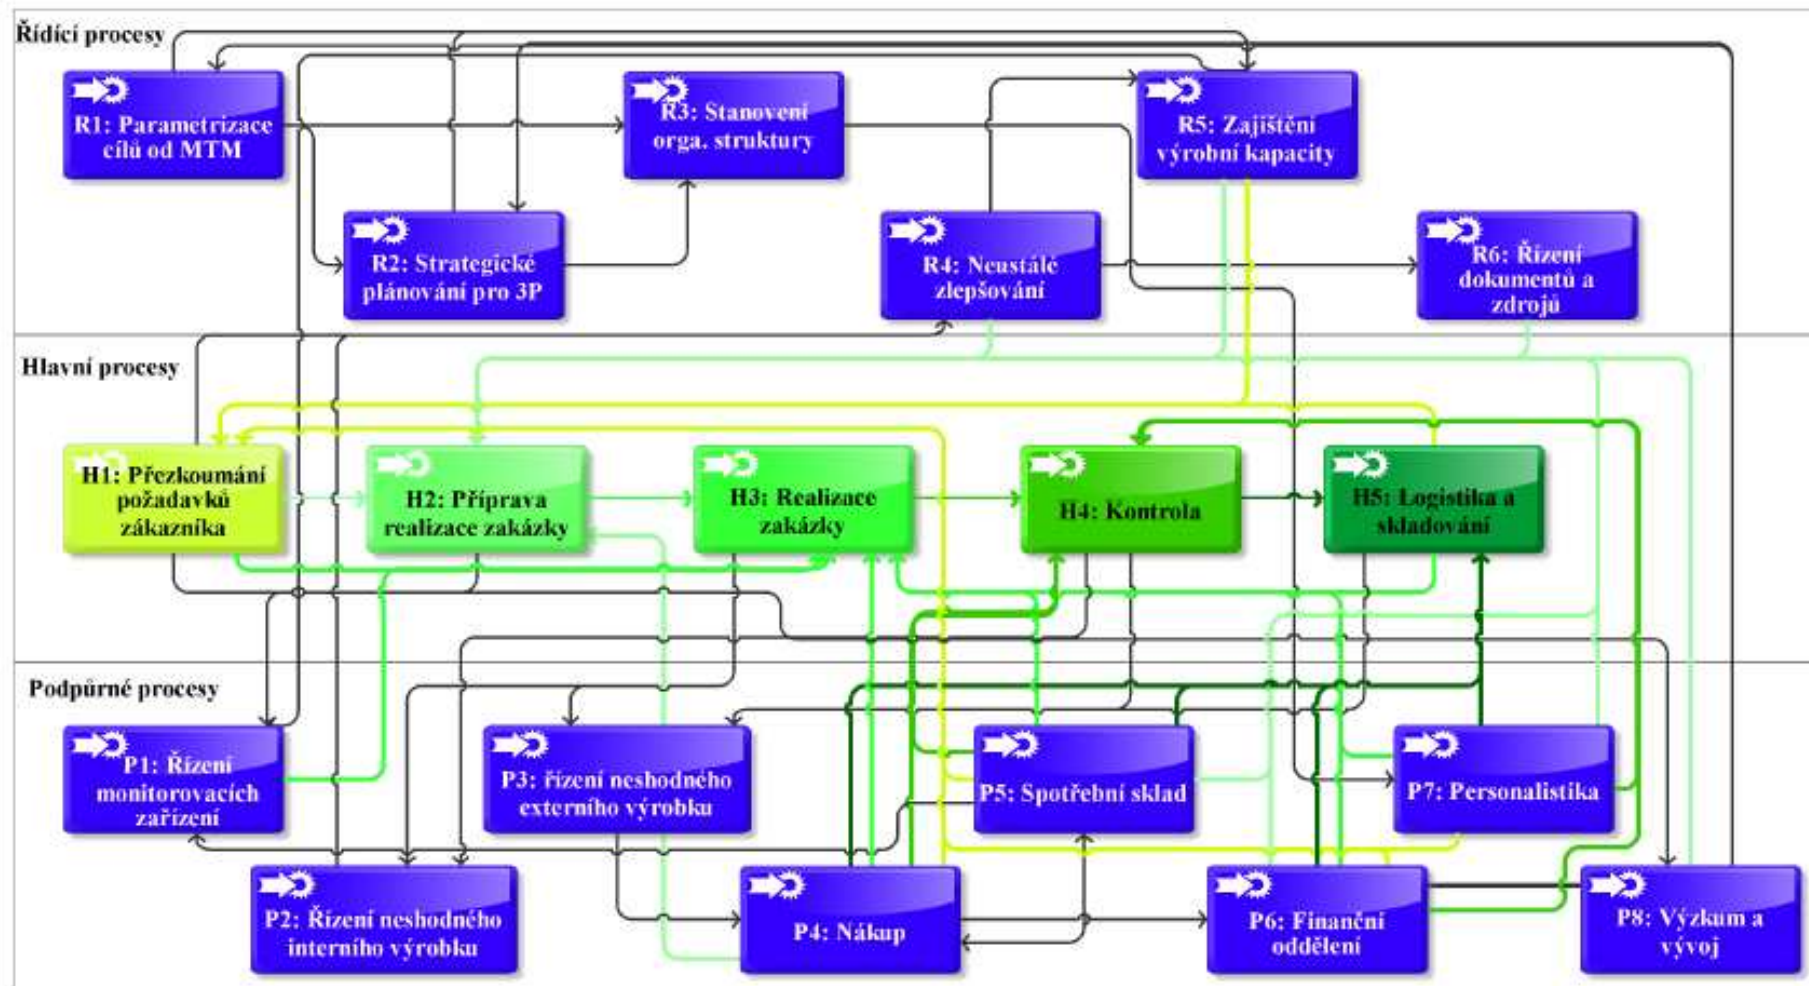 Řídící procesy
R1: Parametrizace
cílů od MTM
R3: Stanovení
orga. struktury
R5: Zajištění
výrobní kapacity
R2: Strategické
plánování pro 3P
R4: Neustálé
zlepšování
R6: Řízení
dokumentů a
zdrojů
Hlavní procesy
H1: Přezkoumání
požadavků
zákazníka
H2: Příprava
realizace zakázky
H3: Realizace
zakázky
H4: Kontrola
H5: Logistika a
skladování
Podpůrné procesy
P1: Řízení
monitorovacích
zařízení
P3: řízení neshodného
externího výrobku
P5: Spotřební sklad
P7: Personalistika
P2: Řízení neshodného
interního výrobku
P4: Nákup
P6: Finanční
oddělení
P8: Výzkum a
vývoj